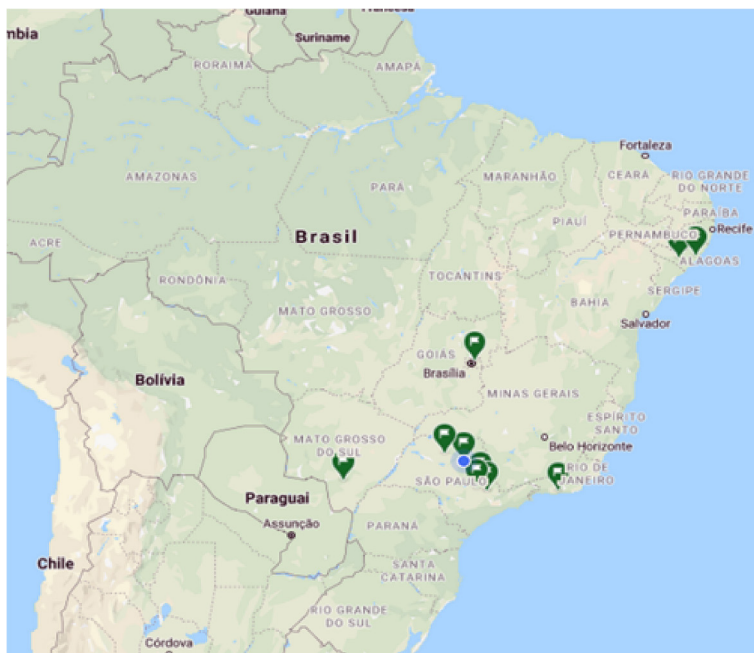 Guiana
Francesa
mbia
Suriname
RORAIMA
AMAPÁ
Fortaleza
AMAZONAS
PARÁ
MARANHÃO
CEARÁ
RIO GRANDE
DO NORTE
PARAÍBA
PIAUÍ
Brasil
PERNAMBUCO
Recife
ACRE
ALAGOAS
RONDÔNIA
TOCANTINS
SERGIPE
BAHIA
MATO GROSSO
Salvador
GOIÁS
Brasília
Bolívia
MINAS GERAIS
ESPÍRITO
SANTO
MATO GROSSO
DO SUL
Belo Horizonte
RIO DE
JANEIRO
SÃO PAULO
Paraguai
Assunção
PARANÁ
Chile
SANTA
CATARINA
RIO GRANDE
DO SUL
Córdova